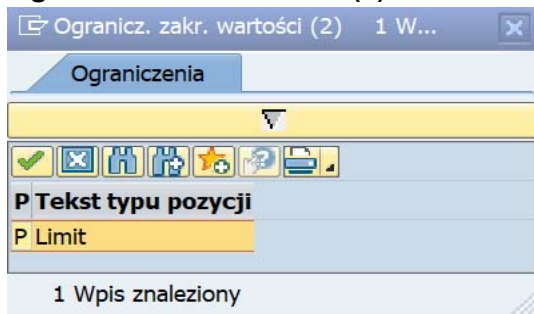 Ogranicz. zakr. wartości (2) 1 W...
Ograniczenia
P Tekst typu pozycji
P Limit
1 Wpis znaleziony